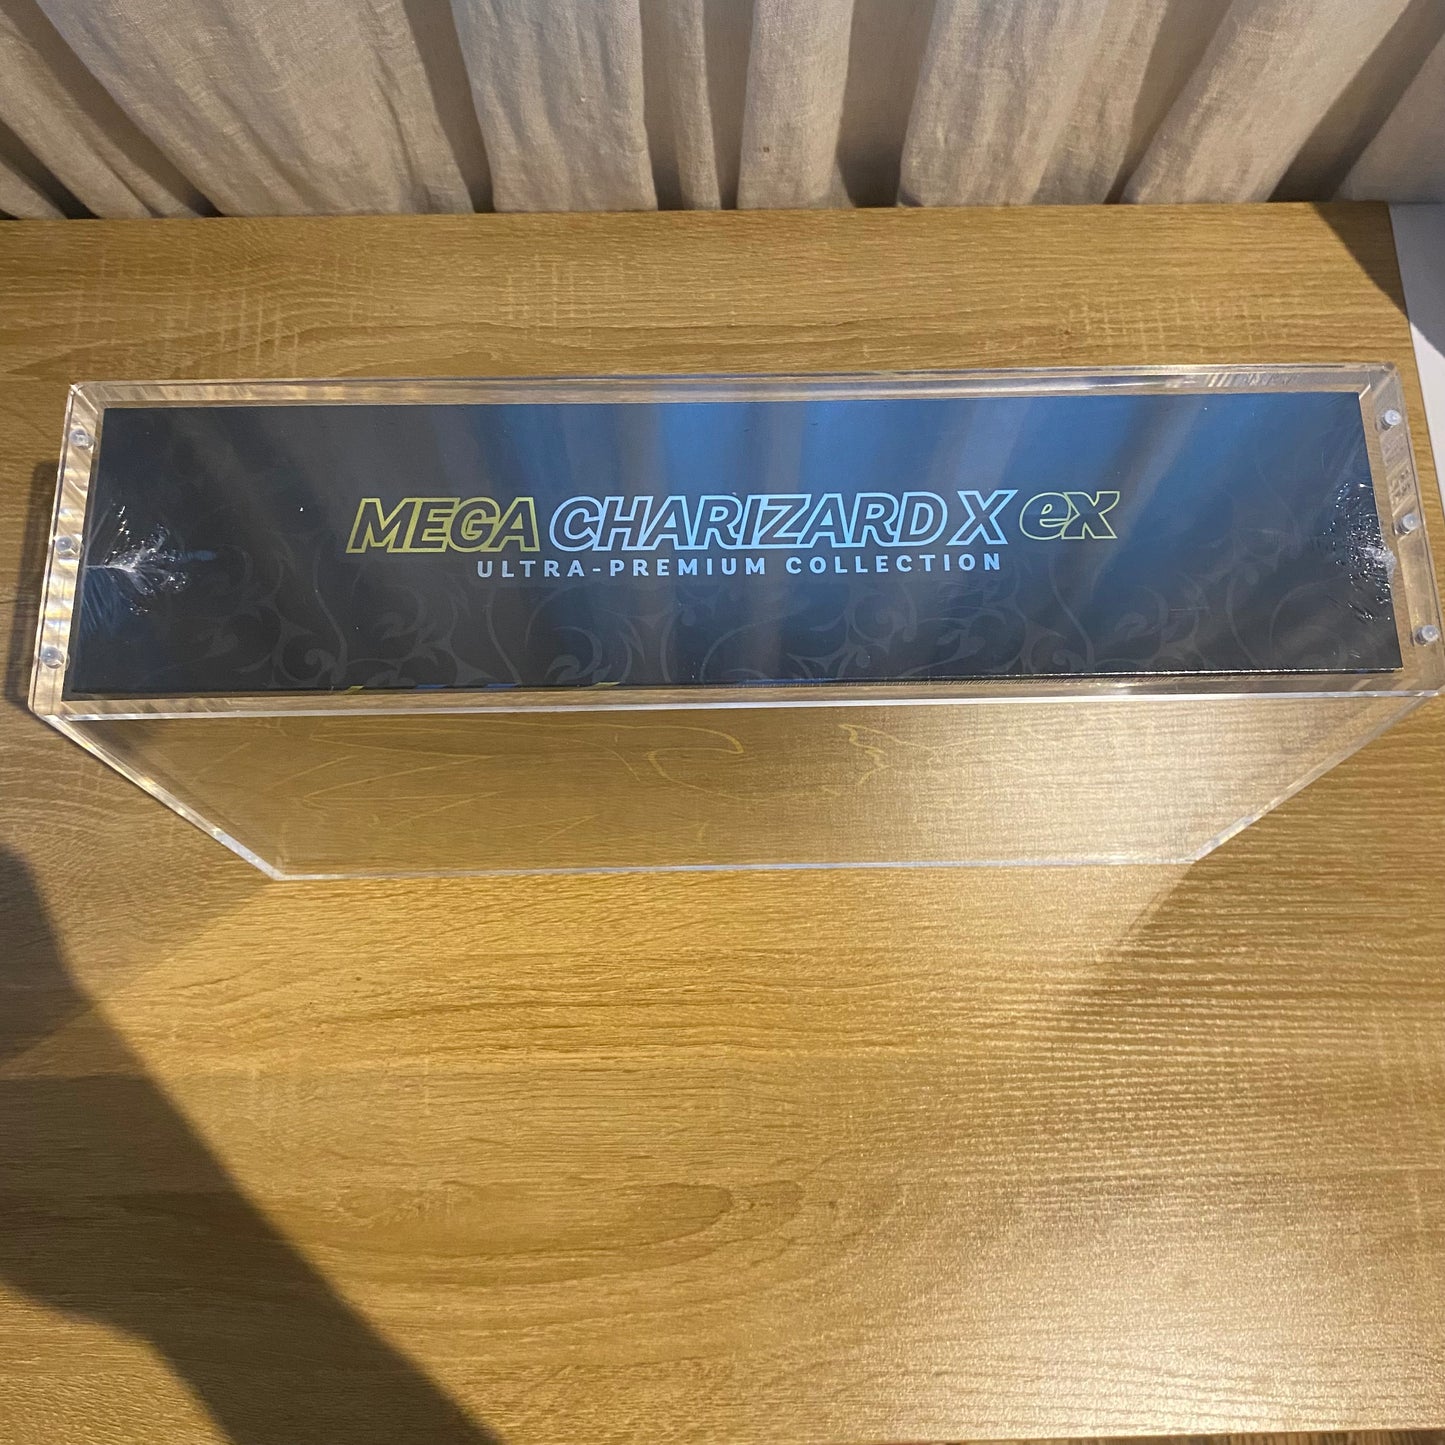 MEGA CHARIZARD X ex
ULTRA-PREMIUM COLLECTION